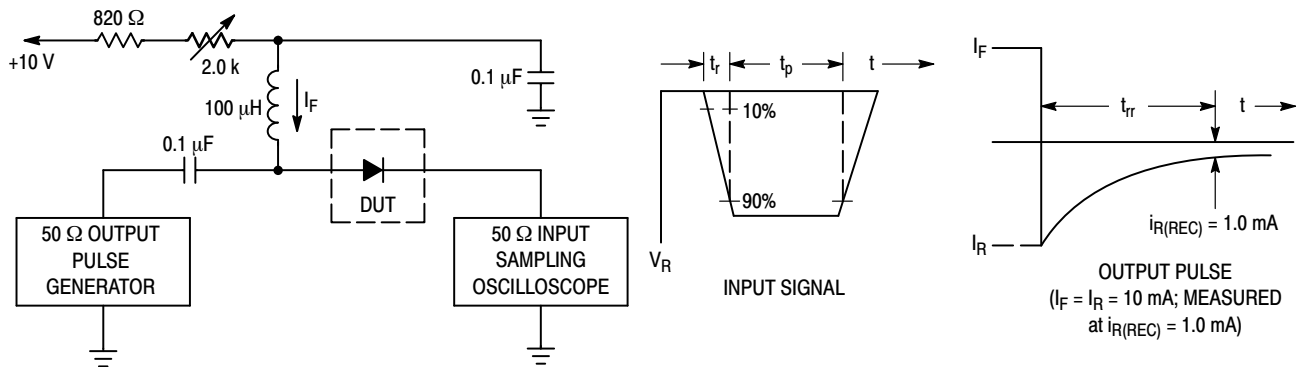 820 Ω
+10 V
2.0 k
100 μH
I_F
0.1 μF
0.1 μF
DUT
50 Ω OUTPUT
PULSE
GENERATOR
50 Ω INPUT
SAMPLING
OSCILLOSCOPE
t_r
t_p
t
10%
90%
V_R
INPUT SIGNAL
I_F
t_rr
t
I_R
i_R(REC) = 1.0 mA
OUTPUT PULSE
(I_F = I_R = 10 mA; MEASURED
at i_R(REC) = 1.0 mA)